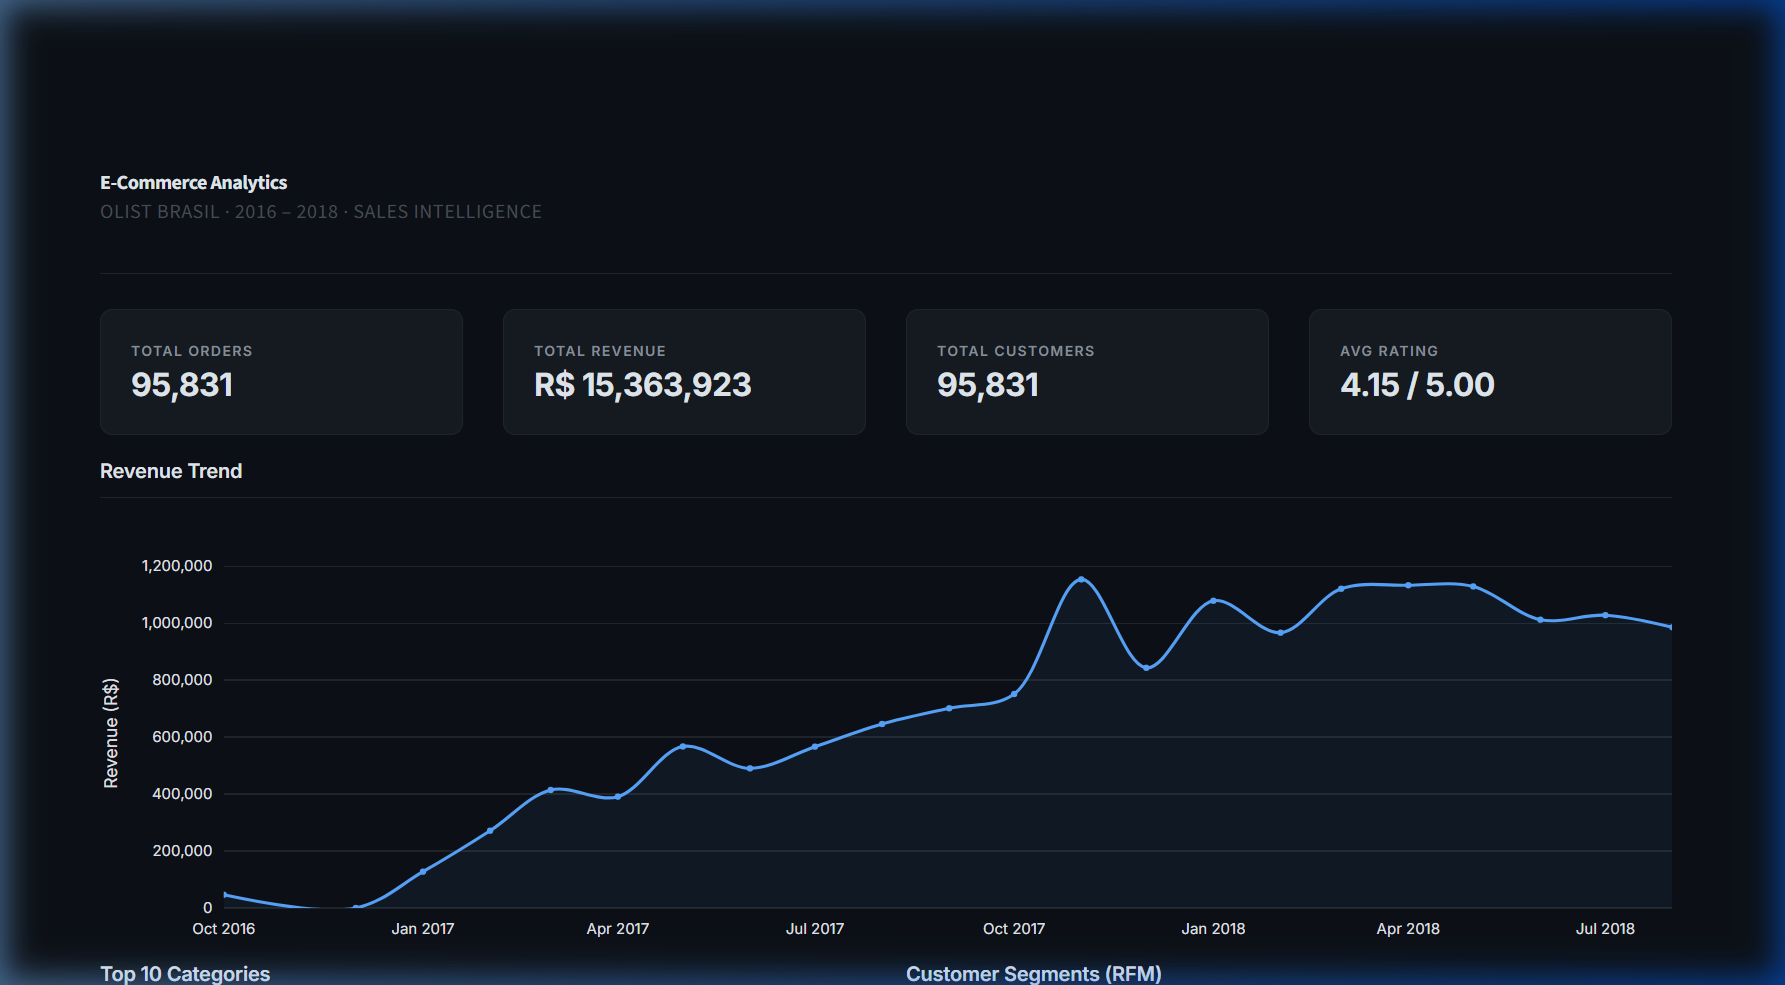 E-Commerce Analytics
OLIST BRASIL · 2016 – 2018 · SALES INTELLIGENCE
TOTAL ORDERS
95,831
TOTAL REVENUE
R$ 15,363,923
TOTAL CUSTOMERS
95,831
AVG RATING
4.15 / 5.00
Revenue Trend
Revenue (R$)
1,200,000
1,000,000
800,000
600,000
400,000
200,000
0
Oct 2016 Jan 2017 Apr 2017 Jul 2017 Oct 2017 Jan 2018 Apr 2018 Jul 2018
Top 10 Categories
Customer Segments (RFM)